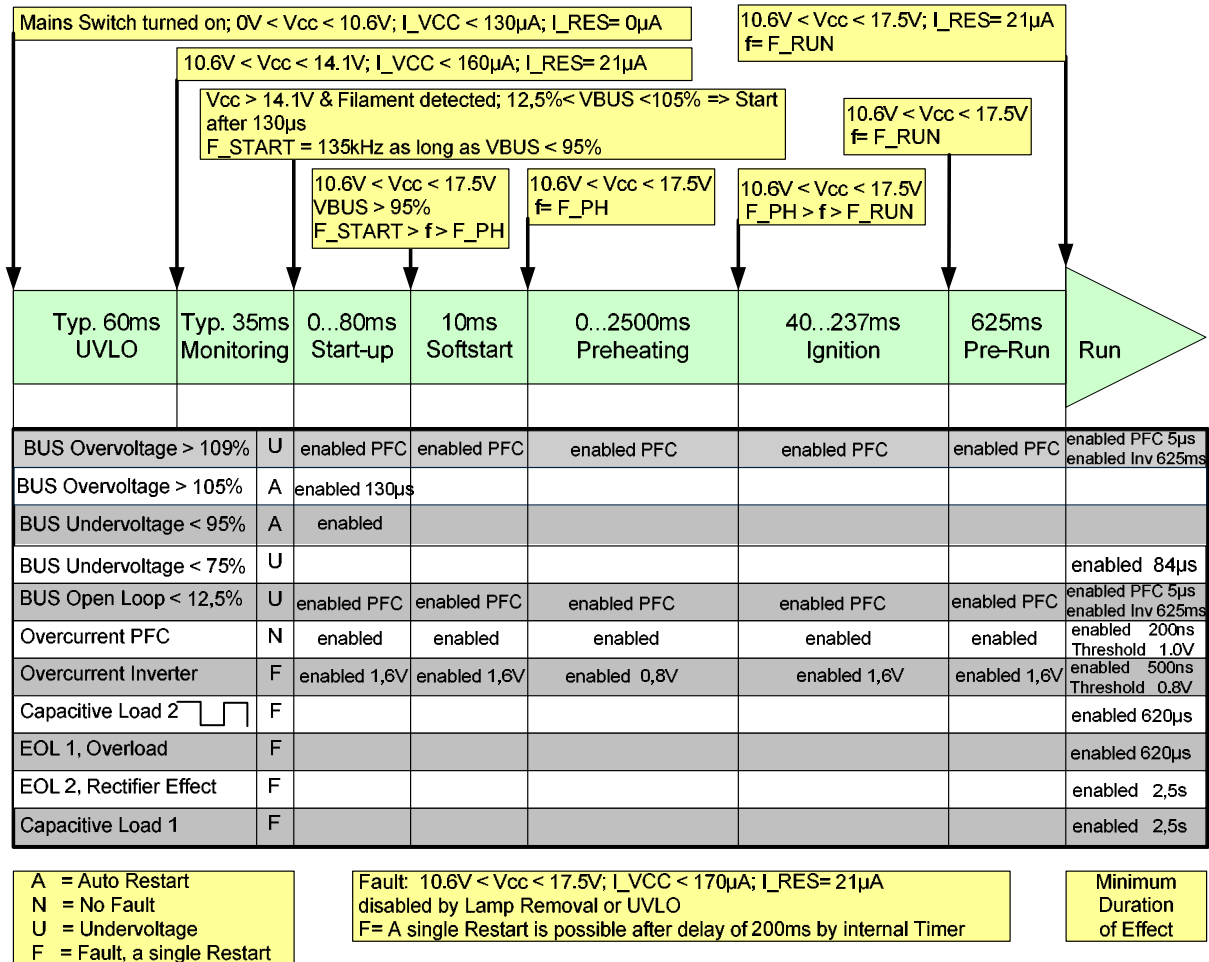 Mains Switch turned on; 0V < Vcc < 10.6V; I_VCC < 130µA; I_RES= 0µA
10.6V < Vcc < 17.5V; I_RES= 21µA
f= F_RUN
10.6V < Vcc < 14.1V; I_VCC < 160µA; I_RES= 21µA
Vcc > 14.1V & Filament detected; 12,5%< VBUS <105% => Start
after 130µs
F_START = 135kHz as long as VBUS < 95%
10.6V < Vcc < 17.5V
f= F_RUN
10.6V < Vcc < 17.5V
VBUS > 95%
F_START > f > F_PH
10.6V < Vcc < 17.5V
f= F_PH
10.6V < Vcc < 17.5V
F_PH > f > F_RUN
Typ. 60ms
UVLO
Typ. 35ms
Monitoring
0...80ms
Start-up
10ms
Softstart
0...2500ms
Preheating
40...237ms
Ignition
625ms
Pre-Run
Run
BUS Overvoltage > 109% U enabled PFC enabled PFC enabled PFC enabled PFC enabled PFC enabled PFC 5µs
enabled Inv 625ms
BUS Overvoltage > 105% A enabled 130µs
BUS Undervoltage < 95% A enabled
BUS Undervoltage < 75% U enabled 84µs
BUS Open Loop < 12,5% U enabled PFC enabled PFC enabled PFC enabled PFC enabled PFC enabled PFC 5µs
enabled Inv 625ms
Overcurrent PFC N enabled enabled enabled enabled enabled enabled 200ns
Threshold 1.0V
Overcurrent Inverter F enabled 1,6V enabled 1,6V enabled 0,8V enabled 1,6V enabled 1,6V enabled 500ns
Threshold 0.8V
Capacitive Load 2 F enabled 620µs
EOL 1, Overload F enabled 620µs
EOL 2, Rectifier Effect F enabled 2,5s
Capacitive Load 1 F enabled 2,5s
A = Auto Restart
N = No Fault
U = Undervoltage
F = Fault, a single Restart
Fault: 10.6V < Vcc < 17.5V; I_VCC < 170µA; I_RES= 21µA
disabled by Lamp Removal or UVLO
F= A single Restart is possible after delay of 200ms by internal Timer
Minimum
Duration
of Effect